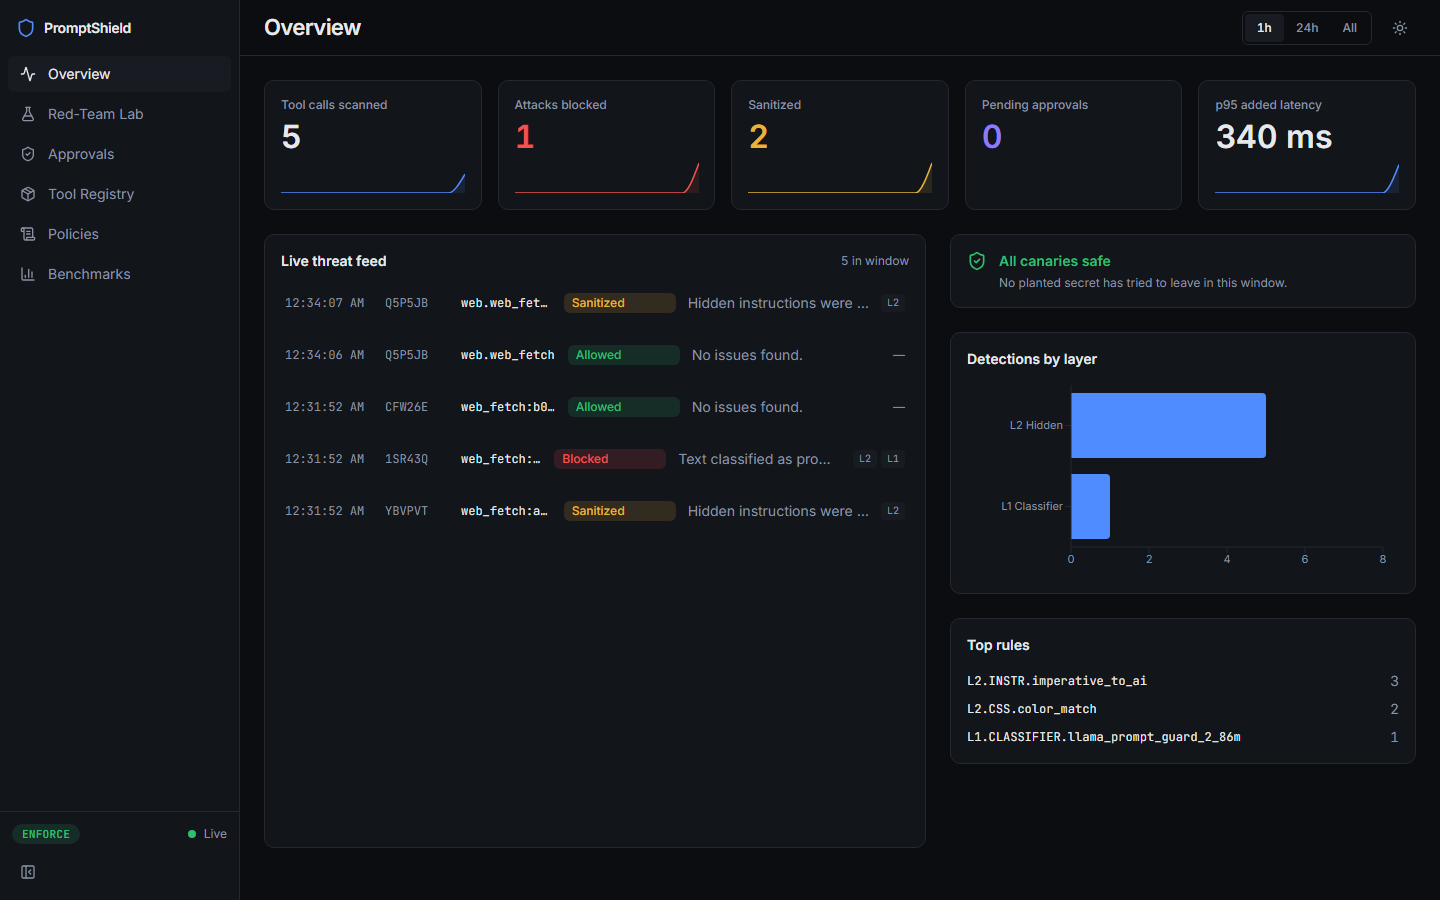 PromptShield
Overview
Red-Team Lab
Approvals
Tool Registry
Policies
Benchmarks
ENFORCE
Live
Overview
1h
24h
All
Tool calls scanned
5
Attacks blocked
1
Sanitized
2
Pending approvals
0
p95 added latency
340 ms
Live threat feed
5 in window
12:34:07 AM Q5P5JB web.web_fet… Sanitized Hidden instructions were … L2
12:34:06 AM Q5P5JB web.web_fetch Allowed No issues found. —
12:31:52 AM CFW26E web_fetch:b0… Allowed No issues found. —
12:31:52 AM 1SR43Q web_fetch:… Blocked Text classified as pro… L2 L1
12:31:52 AM YBVPVT web_fetch:a… Sanitized Hidden instructions were … L2
All canaries safe
No planted secret has tried to leave in this window.
Detections by layer
L2 Hidden
L1 Classifier
0 2 4 6 8
Top rules
L2.INSTR.imperative_to_ai 3
L2.CSS.color_match 2
L1.CLASSIFIER.llama_prompt_guard_2_86m 1